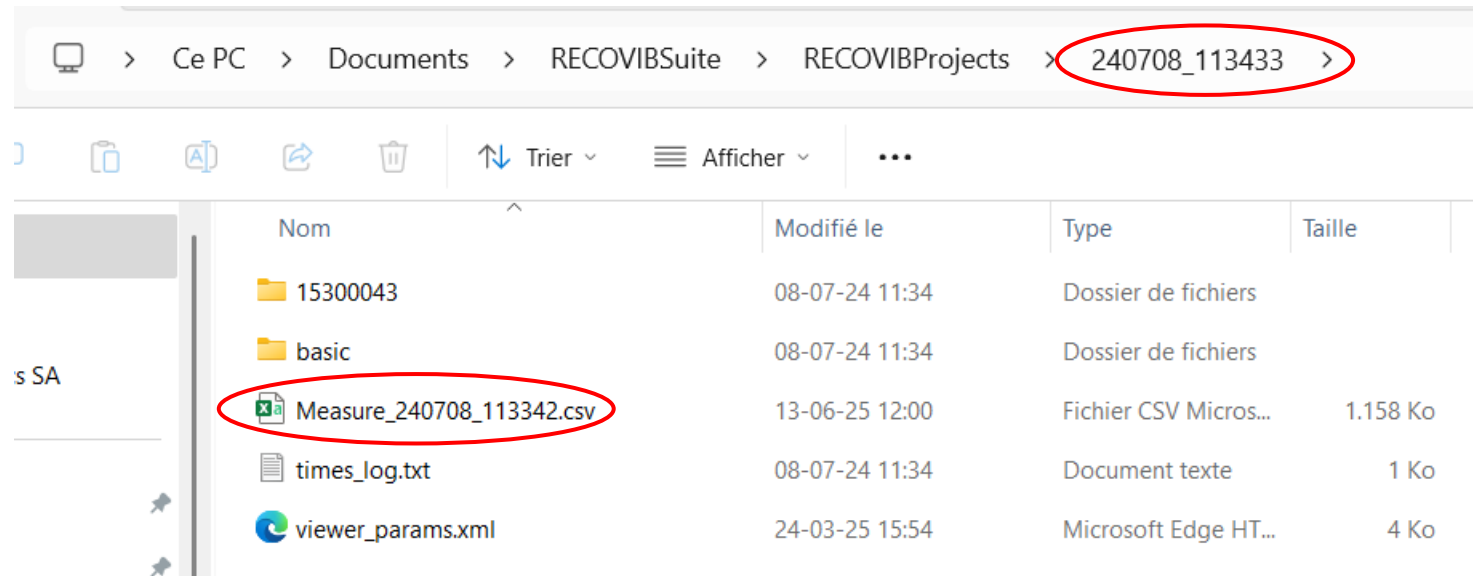 Ce PC > Documents > RECOVIBSuite > RECOVIBProjects > 240708_113433 >
Trier Afficher ...
Nom Modifié le Type Taille
15300043 08-07-24 11:34 Dossier de fichiers
basic 08-07-24 11:34 Dossier de fichiers
s SA
Measure_240708_113342.csv 13-06-25 12:00 Fichier CSV Micros... 1.158 Ko
times_log.txt 08-07-24 11:34 Document texte 1 Ko
viewer_params.xml 24-03-25 15:54 Microsoft Edge HT... 4 Ko